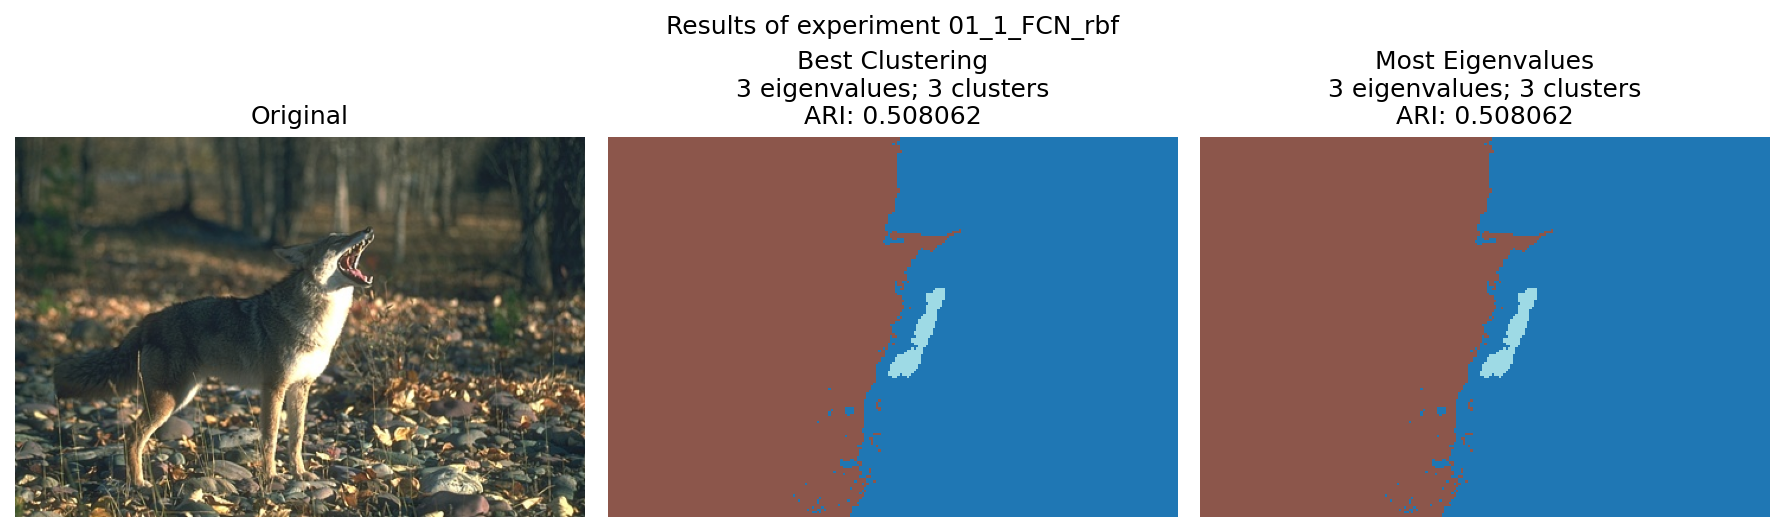 Results of experiment 01_1_FCN_rbf
Original
Best Clustering
3 eigenvalues; 3 clusters
ARI: 0.508062
Most Eigenvalues
3 eigenvalues; 3 clusters
ARI: 0.508062